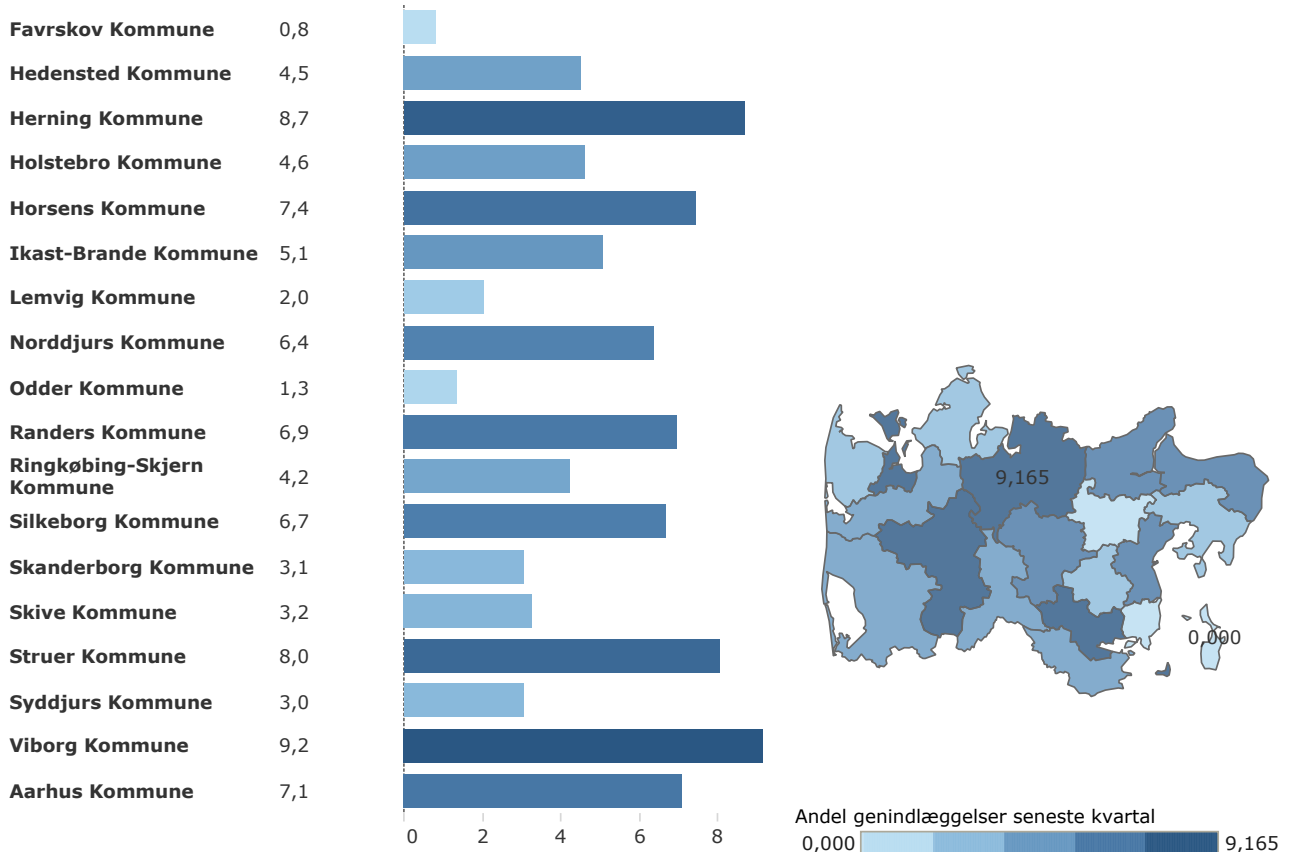 Favrskov Kommune 0,8
Hedensted Kommune 4,5
Herning Kommune 8,7
Holstebro Kommune 4,6
Horsens Kommune 7,4
Ikast-Brande Kommune 5,1
Lemvig Kommune 2,0
Norddjurs Kommune 6,4
Odder Kommune 1,3
Randers Kommune 6,9
Ringkøbing-Skjern
Kommune 4,2
Silkeborg Kommune 6,7
Skanderborg Kommune 3,1
Skive Kommune 3,2
Struer Kommune 8,0
Syddjurs Kommune 3,0
Viborg Kommune 9,2
Aarhus Kommune 7,1
0 2 4 6 8
9,165
0,000
Andel genindlæggelser seneste kvartal
0,000 9,165